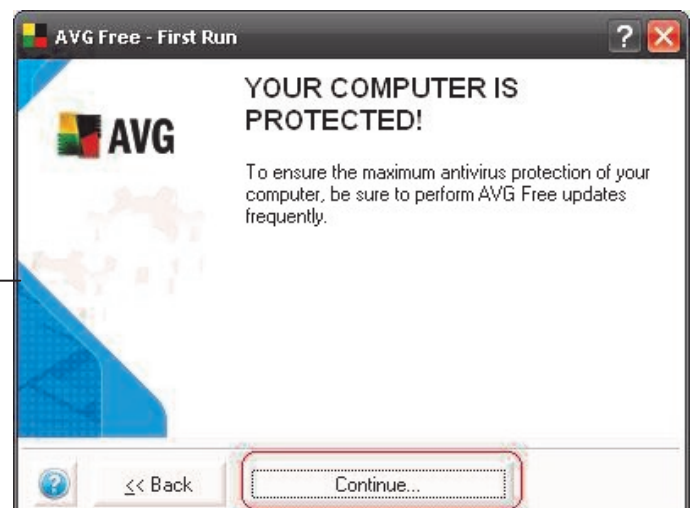 AVG Free - First Run
?
AVG
YOUR COMPUTER IS
PROTECTED!
To ensure the maximum antivirus protection of your
computer, be sure to perform AVG Free updates
frequently.
?
<< Back
Continue...